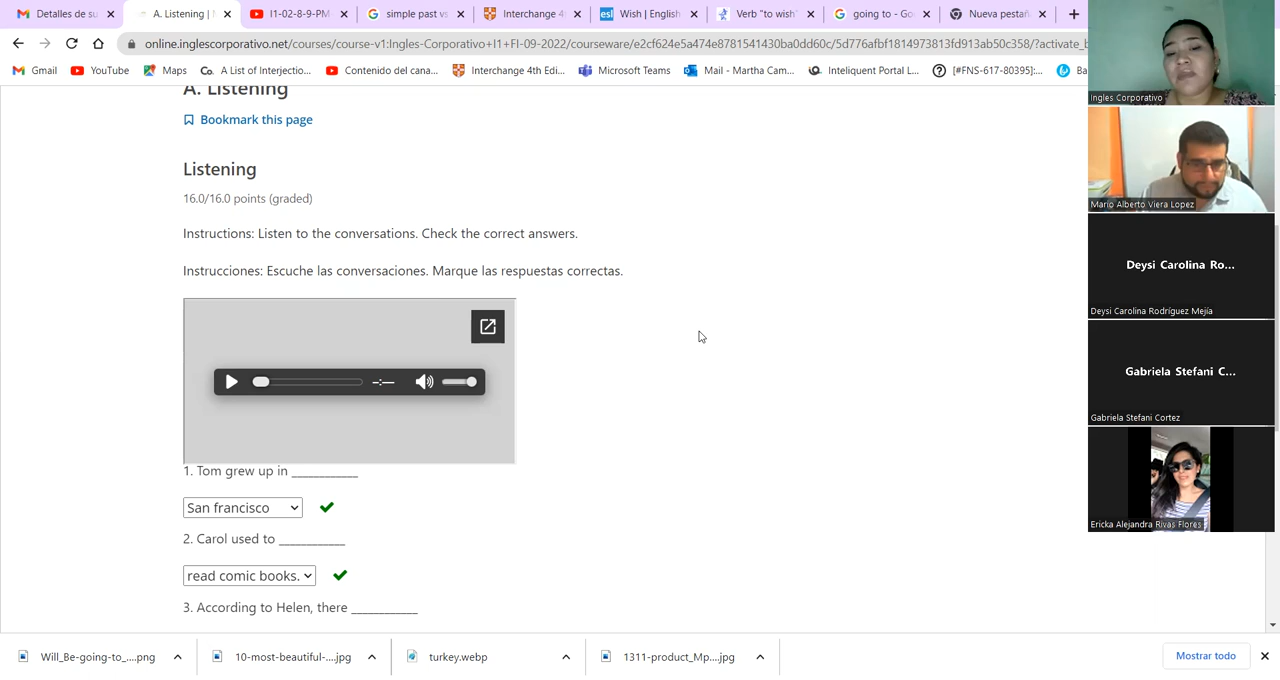 Detalles de su
A. Listening |
I1-02-8-9-PM-
simple past vs
Interchange 4
Wish | English
Verb "to wish"
going to - Goo
Nueva pestañ
online.inglescorporativo.net/courses/course-v1:Ingles-Corporativo+I1+FI-09-2022/courseware/e2cf624e5a474e8781541430ba0dd60c/5d776afbf1814973813fd913ab50c358/?activate_b
Gmail
YouTube
Maps
A List of Interjectio...
Contenido del cana...
Interchange 4th Edi...
Microsoft Teams
Mail - Martha Cam...
Inteliquent Portal L...
[#FNS-617-80395]:...
Ba
A. Listening
Bookmark this page
Listening
16.0/16.0 points (graded)
Instructions: Listen to the conversations. Check the correct answers.
Instrucciones: Escuche las conversaciones. Marque las respuestas correctas.
-:--
1. Tom grew up in ___________
San francisco
2. Carol used to ___________
read comic books.
3. According to Helen, there ___________
Ingles Corporativo
Mario Alberto Viera Lopez
Deysi Carolina Ro...
Deysi Carolina Rodríguez Mejía
Gabriela Stefani C...
Gabriela Stefani Cortez
Ericka Alejandra Rivas Flores
Will_Be-going-to_....png
10-most-beautiful-....jpg
turkey.webp
1311-product_Mp....jpg
Mostrar todo